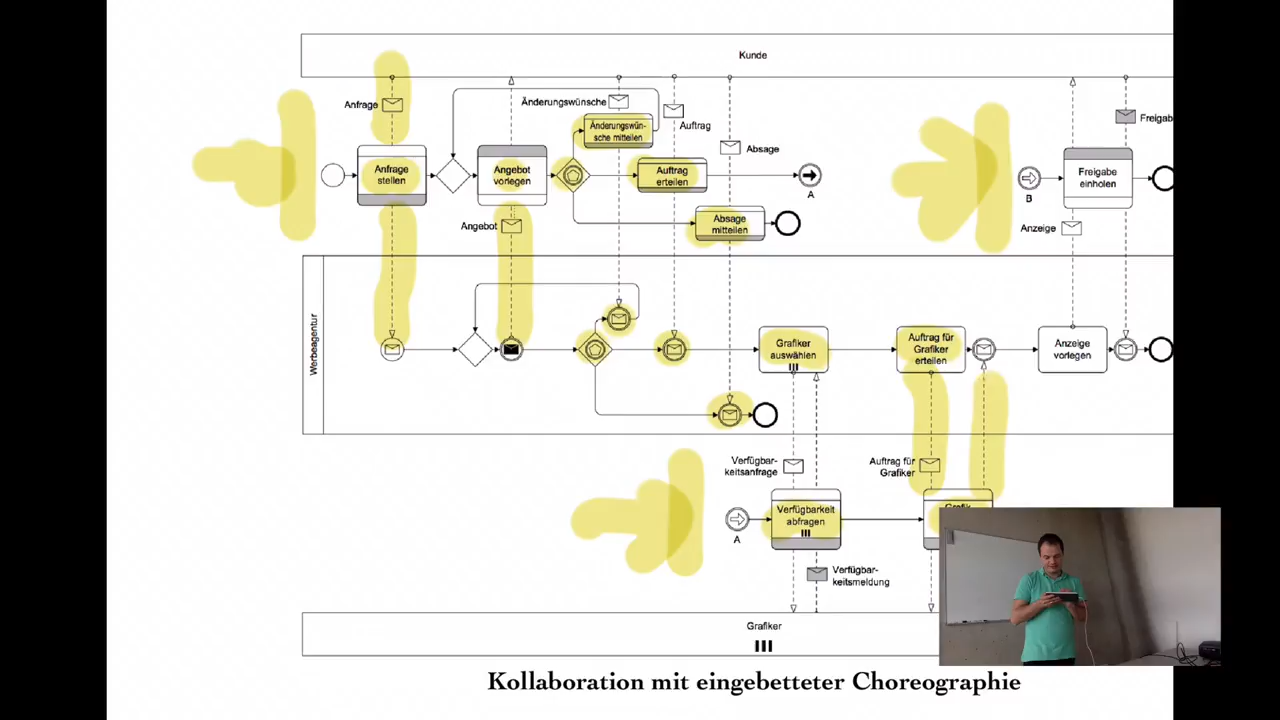 Kunde
Anfrage
Änderungswünsche
Auftrag
Absage
Freigab
Anfrage
stellen
Angebot
vorlegen
Änderungswün-
sche mitteilen
Auftrag
erteilen
Absage
mitteilen
A
B
Freigabe
einholen
Angebot
Anzeige
Werbeagentur
Grafiker
auswählen
Auftrag für
Grafiker
erteilen
Anzeige
vorlegen
Verfügbar-
keitsanfrage
Auftrag für
Grafiker
A
Verfügbarkeit
abfragen
Grafik
Verfügbar-
keitsmeldung
Grafiker
Kollaboration mit eingebetteter Choreographie